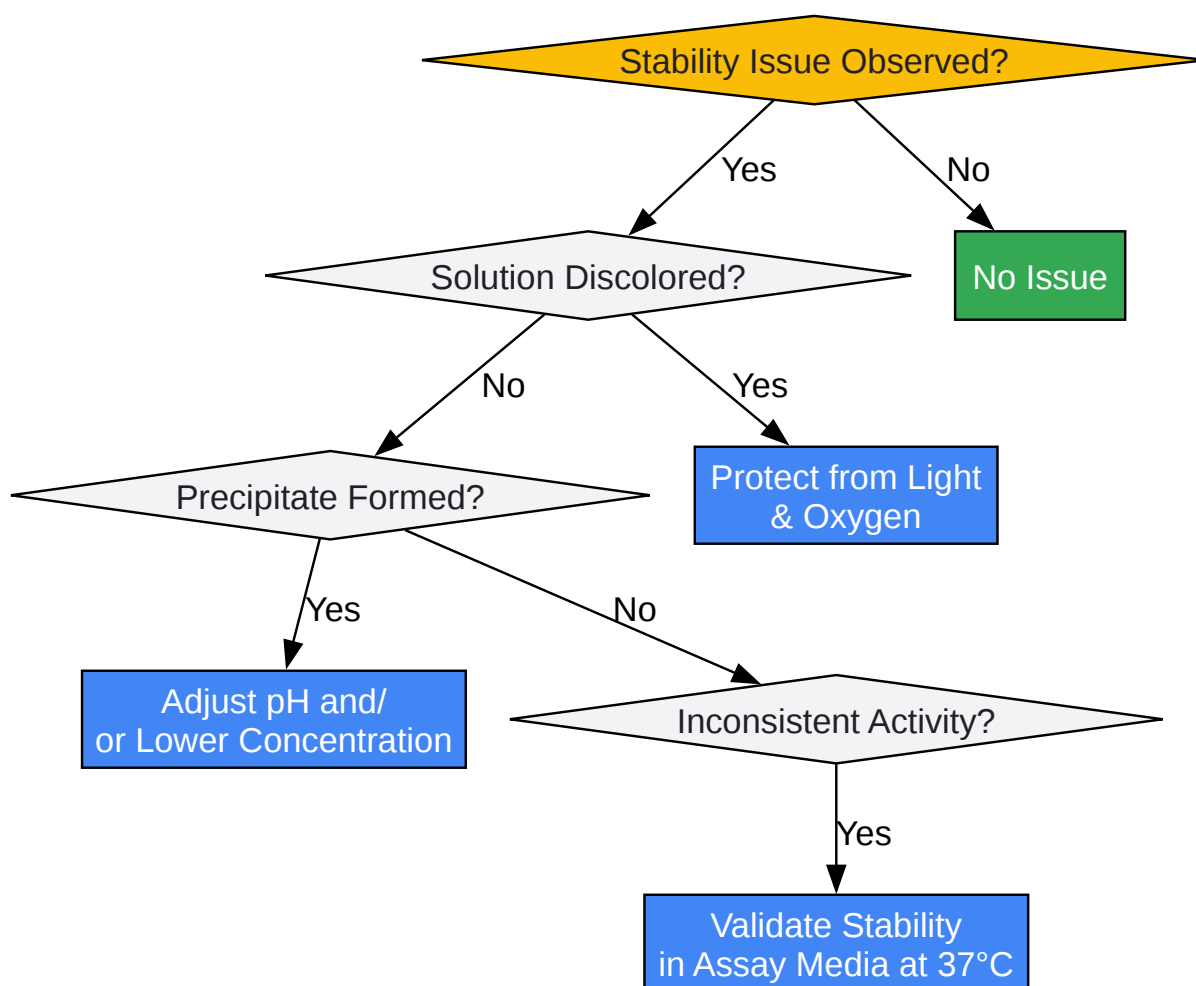 Stability Issue Observed?
Yes
No
Solution Discolored?
No Issue
No
Yes
Precipitate Formed?
Protect from Light
& Oxygen
Yes
No
Adjust pH and/
or Lower Concentration
Inconsistent Activity?
Yes
Validate Stability
in Assay Media at 37°C